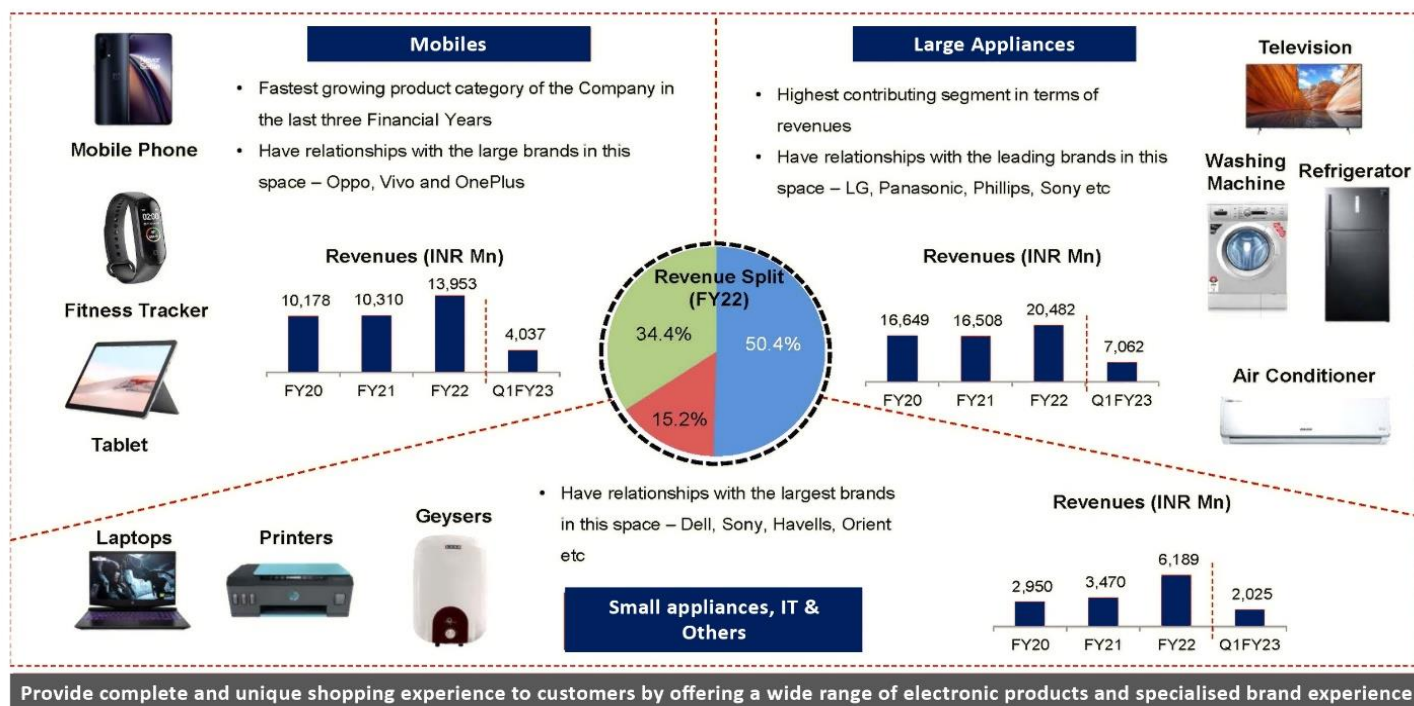 Mobiles
• Fastest growing product category of the Company in
the last three Financial Years
• Have relationships with the large brands in this
space – Oppo, Vivo and OnePlus
Mobile Phone
Fitness Tracker
Tablet
Revenues (INR Mn)
10,178
10,310
13,953
4,037
FY20
FY21
FY22
Q1FY23
Large Appliances
• Highest contributing segment in terms of
revenues
• Have relationships with the leading brands in this
space – LG, Panasonic, Phillips, Sony etc
Television
Washing
Machine
Refrigerator
Air Conditioner
Revenues (INR Mn)
16,649
16,508
20,482
7,062
FY20
FY21
FY22
Q1FY23
Revenue Split
(FY22)
34.4%
50.4%
15.2%
Laptops
Printers
Geysers
• Have relationships with the largest brands
in this space – Dell, Sony, Havells, Orient
etc
Small appliances, IT &
Others
Revenues (INR Mn)
2,950
3,470
6,189
2,025
FY20
FY21
FY22
Q1FY23
Provide complete and unique shopping experience to customers by offering a wide range of electronic products and specialised brand experience